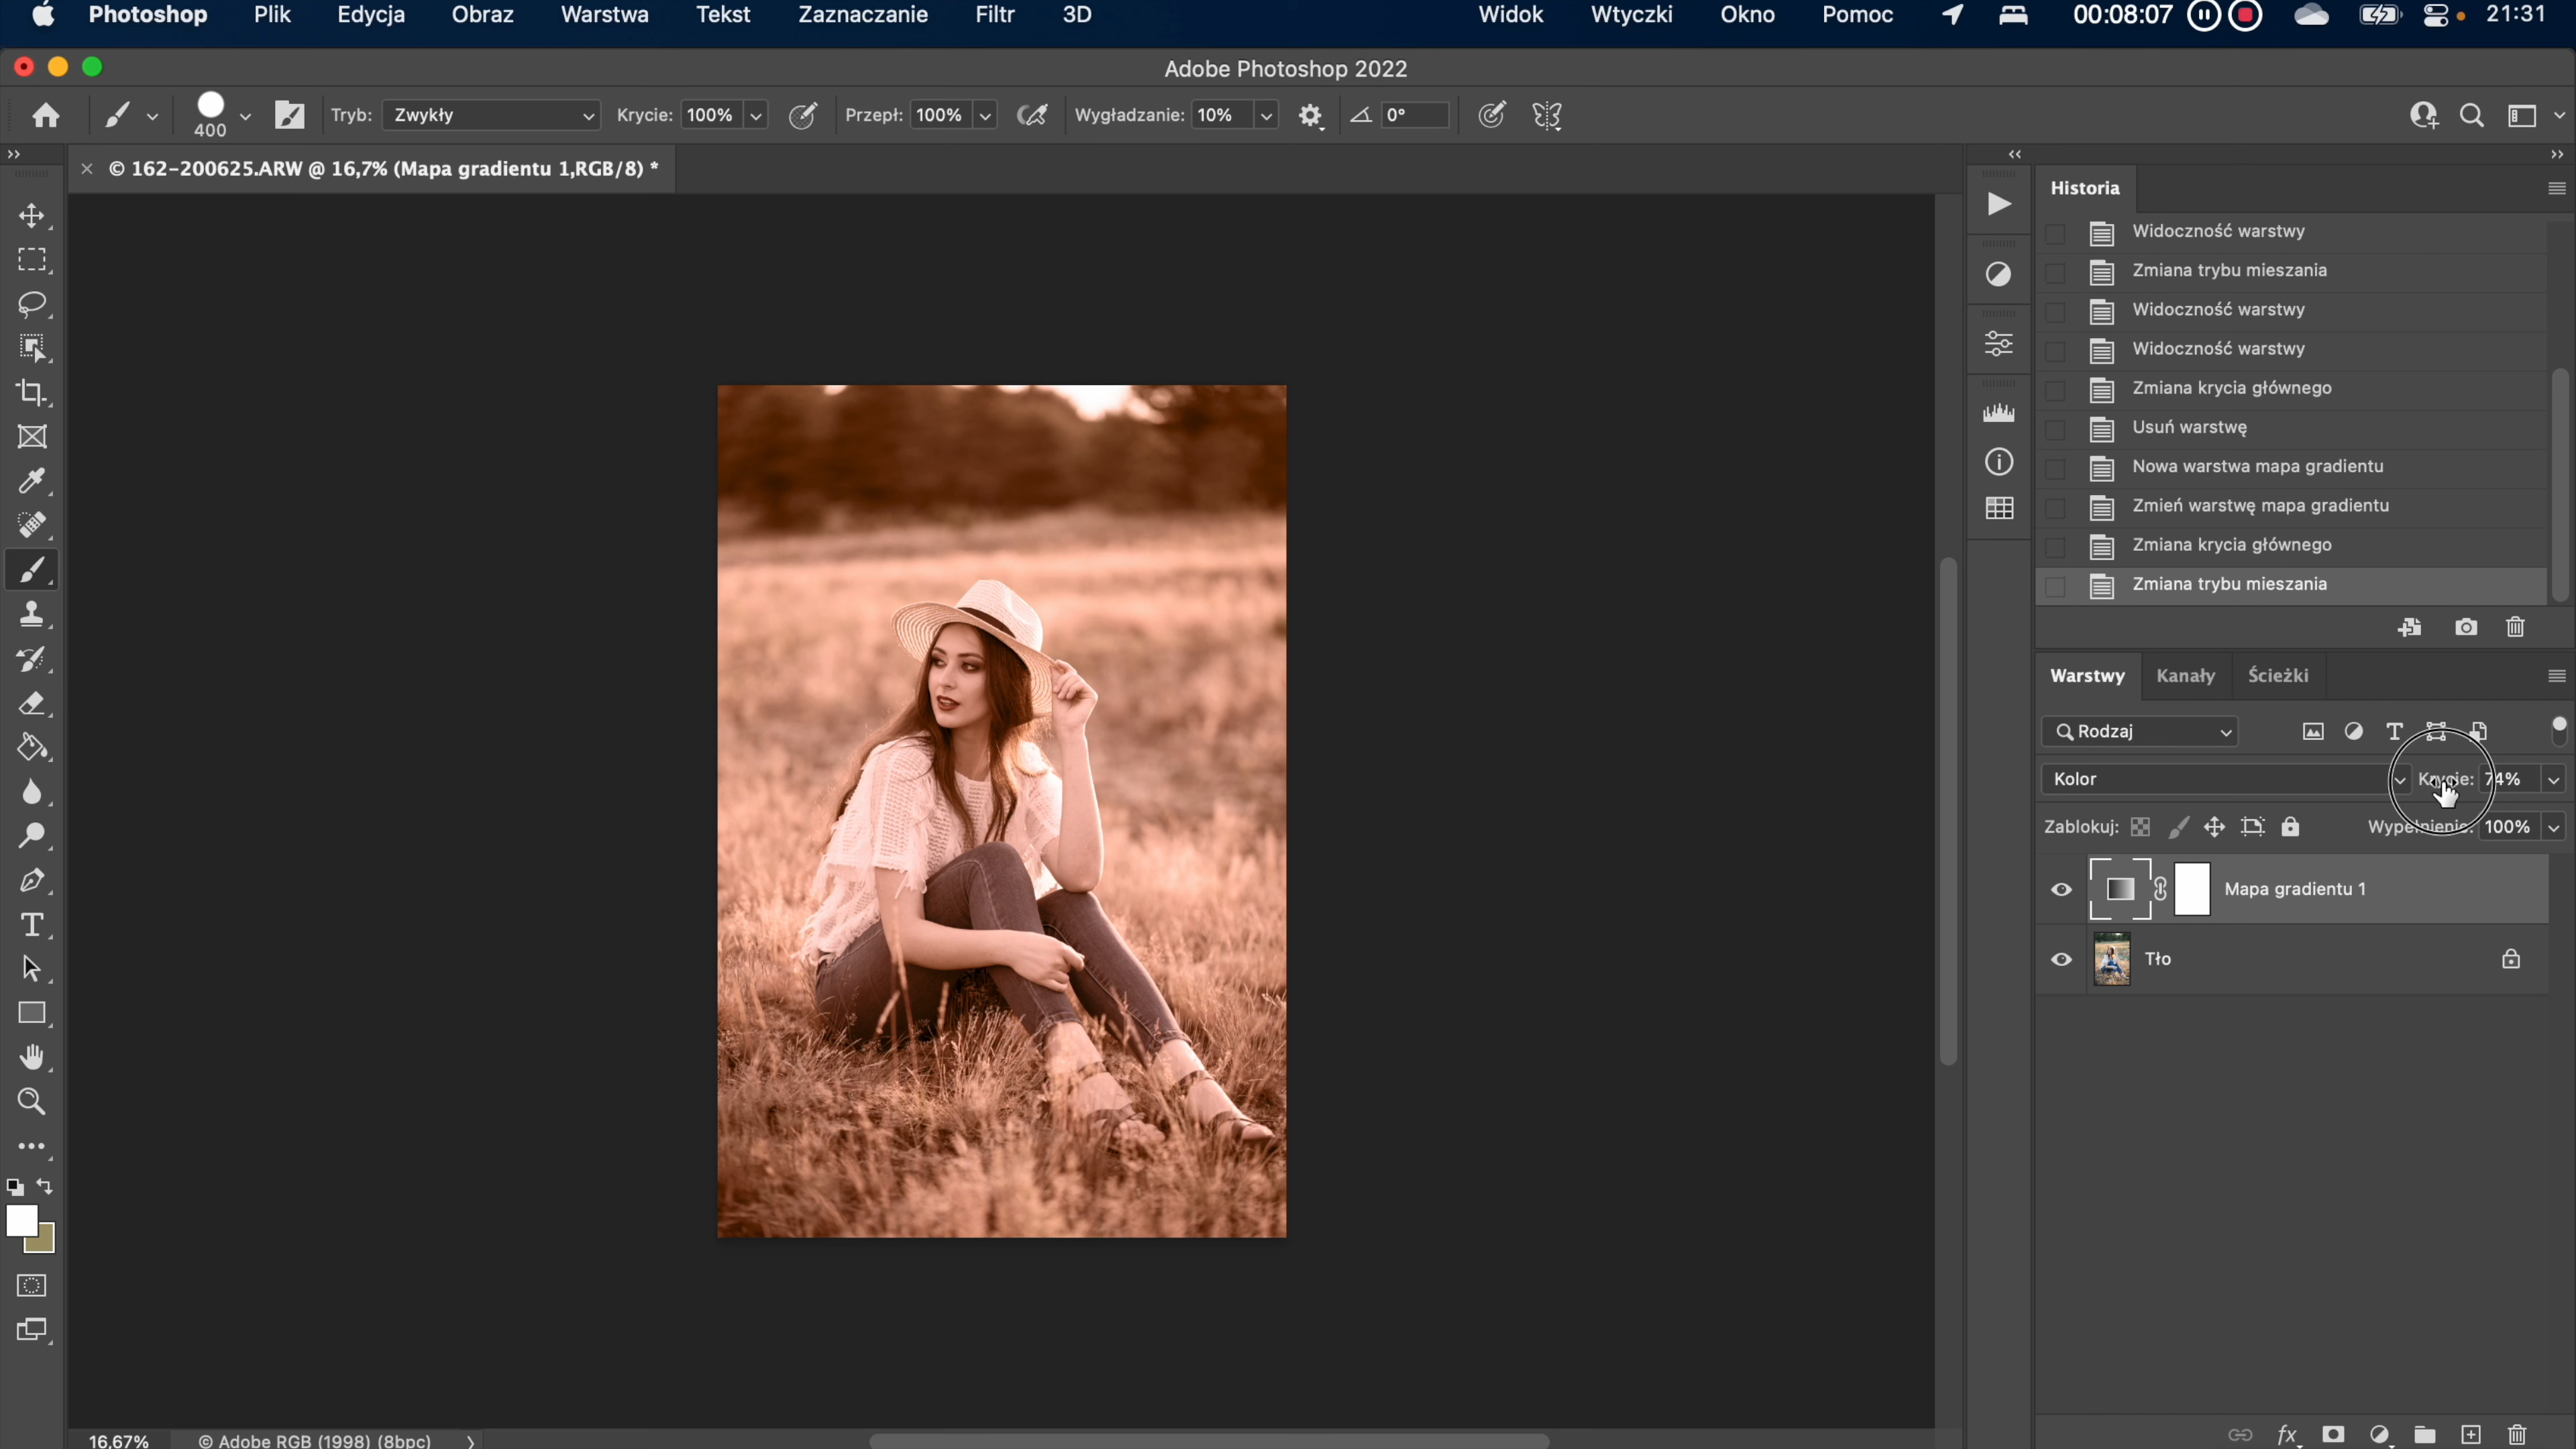 Photoshop Plik Edycja Obraz Warstwa Tekst Zaznaczanie Filtr 3D Widok Wtyczki Okno Pomoc 00:08:07 21:31
Adobe Photoshop 2022
400 Tryb: Zwykły Krycie: 100% Przepł: 100% Wygładzanie: 10% 0°
× © 162-200625.ARW @ 16,7% (Mapa gradientu 1,RGB/8) *
Historia
Widoczność warstwy
Zmiana trybu mieszania
Widoczność warstwy
Widoczność warstwy
Zmiana krycia głównego
Usuń warstwę
Nowa warstwa mapa gradientu
Zmień warstwę mapa gradientu
Zmiana krycia głównego
Zmiana trybu mieszania
Warstwy Kanały Ścieżki
Rodzaj
Kolor Krycie: 74%
Zablokuj: Wypełnienie: 100%
Mapa gradientu 1
Tło
16,67% © Adobe RGB (1998) (8bpc)
fx